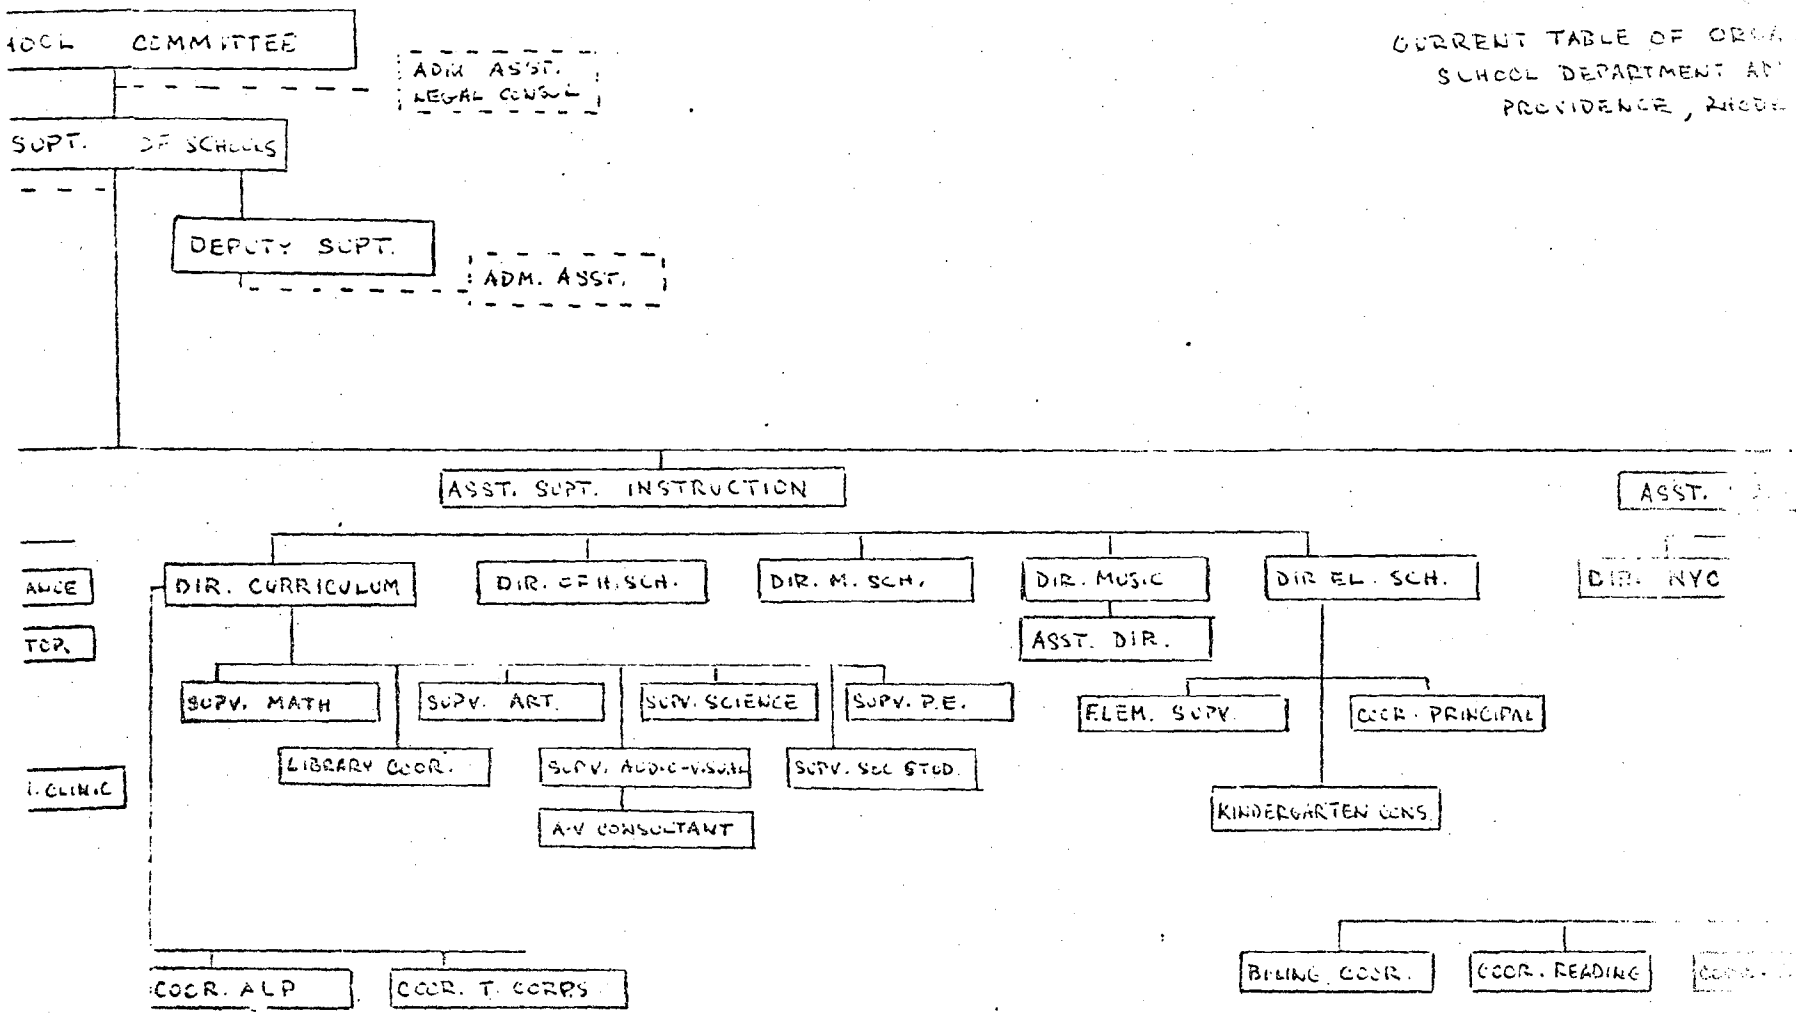 COMMITTEE
ADM ASST.
LEGAL
CURRENT TABLE OF
SCHOOL DEPARTMENT
PROVIDENCE,
SUPT. OF SCHOOLS
DEPUTY SUPT.
ADM. ASST.
ASST. SUPT. INSTRUCTION
ASST.
ANCE
DIR. CURRICULUM
DIR. OF H. SCH.
DIR. M. SCH.
DIR. MUSIC
DIR EL. SCH.
DIR. NYC
ASST. DIR.
SUPV. MATH
SUPV. ART.
SUPV. SCIENCE
SUPV. P.E.
ELEM. SUPV.
COOR. PRINCIPAL
LIBRARY COOR.
SUPV. AUDIO-VISUAL
SUPV. SOC STUD.
CLINIC
A-V CONSULTANT
KINDERGARTEN CONS.
COOR. ALP
COOR. T. CORPS
BILING. COOR.
COOR. READING